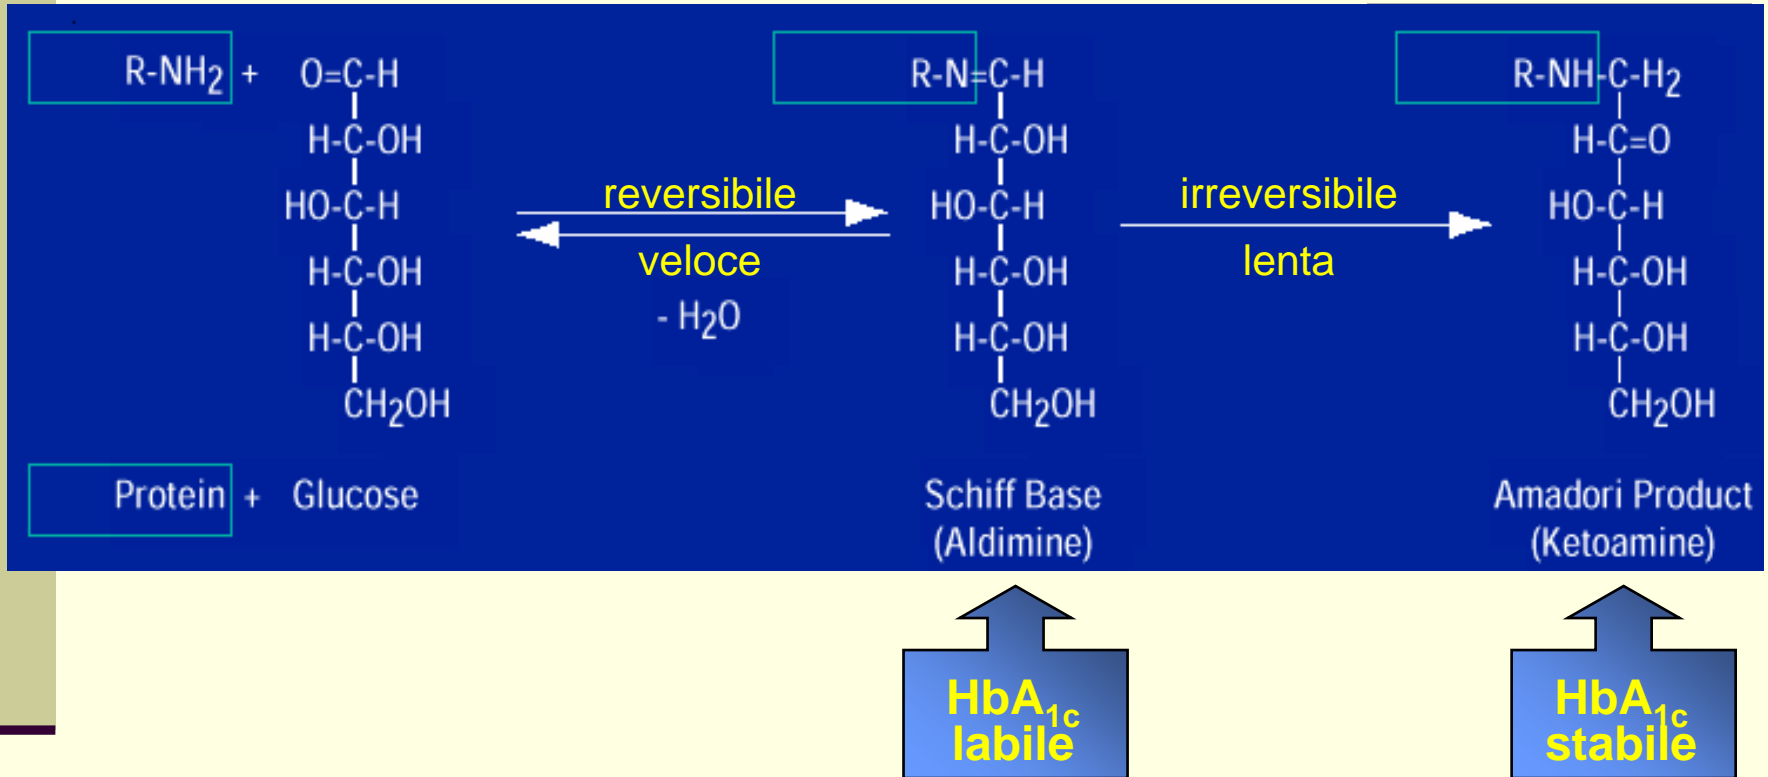 R-NH2 + O=C-H
H-C-OH
HO-C-H
H-C-OH
H-C-OH
CH2OH
Protein + Glucose
reversibile
veloce
- H2O
R-N=C-H
H-C-OH
HO-C-H
H-C-OH
H-C-OH
CH2OH
Schiff Base
(Aldimine)
irreversibile
lenta
R-NH-C-H2
H-C=O
HO-C-H
H-C-OH
H-C-OH
CH2OH
Amadori Product
(Ketoamine)
HbA1c
labile
HbA1c
stabile